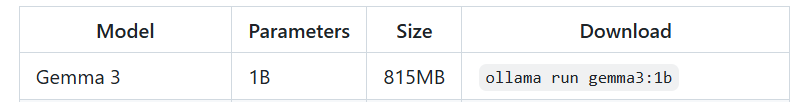 Model Parameters Size Download
Gemma 3 1B 815MB ollama run gemma3:1b